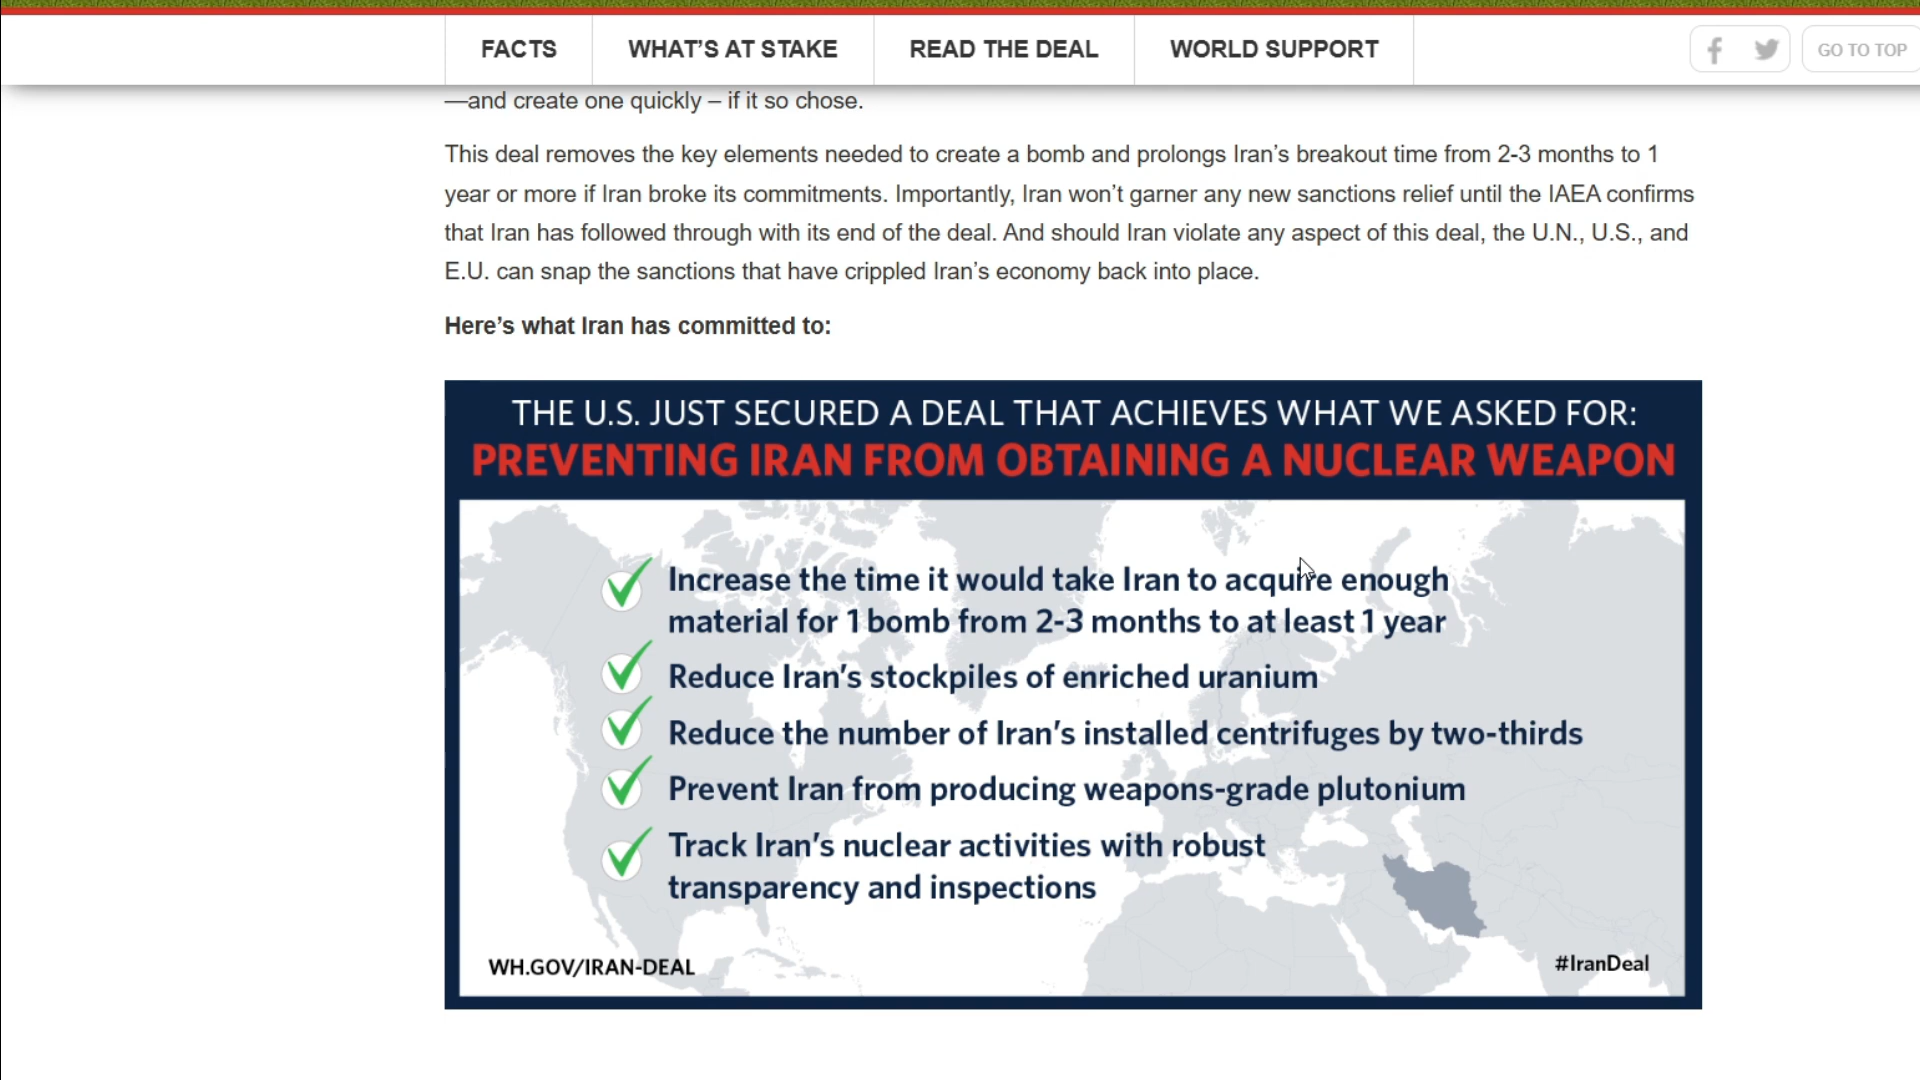 FACTS
WHAT’S AT STAKE
READ THE DEAL
WORLD SUPPORT
GO TO TOP
—and create one quickly – if it so chose.
This deal removes the key elements needed to create a bomb and prolongs Iran’s breakout time from 2-3 months to 1
year or more if Iran broke its commitments. Importantly, Iran won’t garner any new sanctions relief until the IAEA confirms
that Iran has followed through with its end of the deal. And should Iran violate any aspect of this deal, the U.N., U.S., and
E.U. can snap the sanctions that have crippled Iran’s economy back into place.
Here’s what Iran has committed to:
THE U.S. JUST SECURED A DEAL THAT ACHIEVES WHAT WE ASKED FOR:
PREVENTING IRAN FROM OBTAINING A NUCLEAR WEAPON
Increase the time it would take Iran to acquire enough
material for 1 bomb from 2-3 months to at least 1 year
Reduce Iran’s stockpiles of enriched uranium
Reduce the number of Iran’s installed centrifuges by two-thirds
Prevent Iran from producing weapons-grade plutonium
Track Iran’s nuclear activities with robust
transparency and inspections
WH.GOV/IRAN-DEAL
#IranDeal